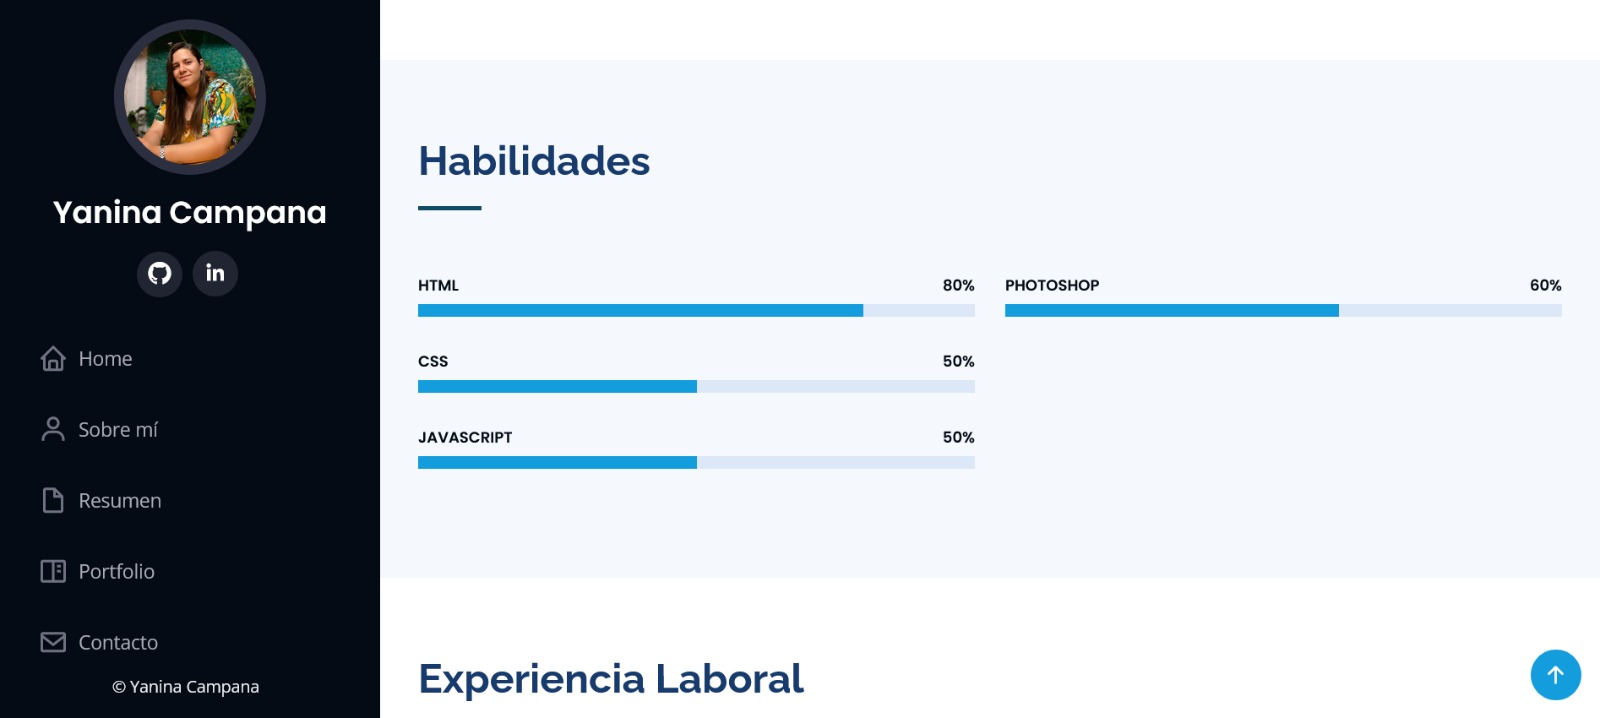 Yanina Campana
in
Home
Sobre mí
Resumen
Portfolio
Contacto
© Yanina Campana
Habilidades
HTML 80%
CSS 50%
JAVASCRIPT 50%
PHOTOSHOP 60%
Experiencia Laboral